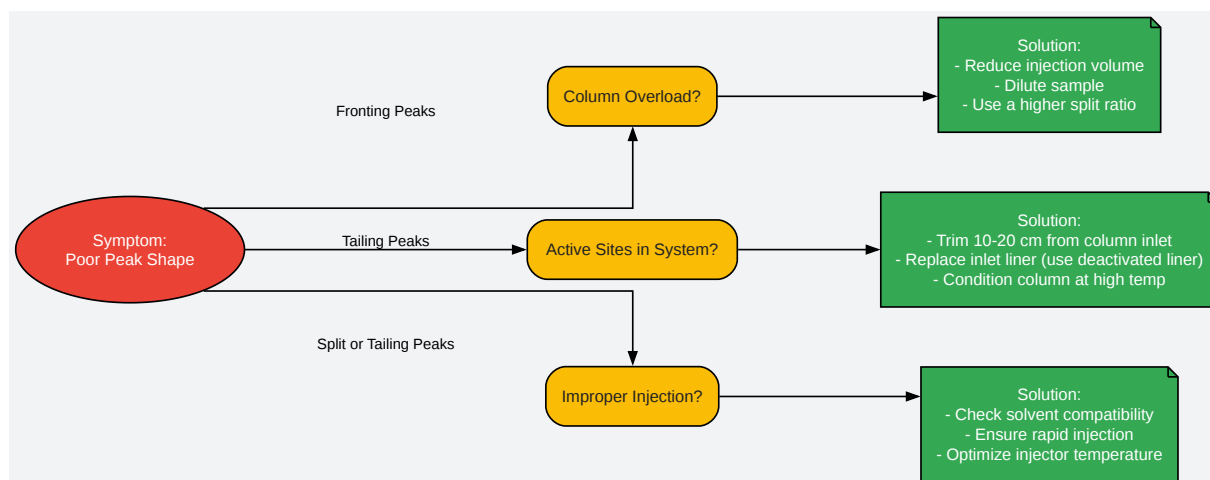 Symptom:
Poor Peak Shape
Fronting Peaks
Column Overload?
Solution:
- Reduce injection volume
- Dilute sample
- Use a higher split ratio
Tailing Peaks
Active Sites in System?
Solution:
- Trim 10-20 cm from column inlet
- Replace inlet liner (use deactivated liner)
- Condition column at high temp
Split or Tailing Peaks
Improper Injection?
Solution:
- Check solvent compatibility
- Ensure rapid injection
- Optimize injector temperature